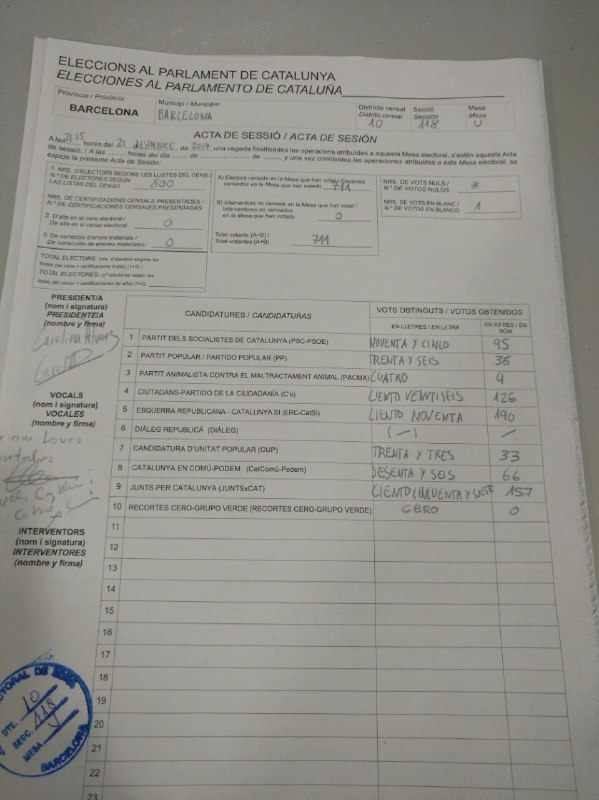 ELECCIONS AL PARLAMENT DE CATALUNYA
ELECCIONES AL PARLAMENTO DE CATALUÑA
Província / Provincia
BARCELONA
Municipi / Municipio
BARCELONA
Districte censal
Distrito censal
10
Secció
Sección
118
Mesa
Mesa
U
ACTA DE SESSIÓ / ACTA DE SESIÓN
A les 21 15 hores del 21 DICIEMBRE de 2017, una vegada finalitzades les operacions atribuïdes a aquesta Mesa electoral, s'estén aquesta Acta
de sessió. / A las ........ horas del día ........ de ........ de ........ y una vez concluidas las operaciones atribuidas a esta Mesa electoral, se
expide la presente Acta de Sesión:
1. NRE. D'ELECTORS SEGONS LES LLISTES DEL CENS /
N.º DE ELECTORES SEGÚN
LAS LISTAS DEL CENSO 800
NRE. DE CERTIFICACIONS CENSALS PRESENTADES /
N.º DE CERTIFICACIONES CENSALES PRESENTADAS
2. D'alta en el cens electoral /
De alta en el censo electoral: 0
3. De correcció d'errors materials /
De corrección de errores materiales: 0
TOTAL ELECTORS: (nre. d'electors segons les
llistes del cens + certificacions d'alta) (1+2) /
TOTAL ELECTORES: (nº electores según las
listas del censo + certificaciones de alta) (1+2)
A) Electors censats en la Mesa que han votat / Electores
censados en la Mesa que han votado 711
B) Interventors no censats en la Mesa que han votat /
Interventores no censados
en la Mesa que han votado 0
Total votants (A+B) /
Total votantes (A+B) 711
NRE. DE VOTS NULS /
N.º DE VOTOS NULOS 3
NRE. DE VOTS EN BLANC /
N.º DE VOTOS EN BLANCO 1
PRESIDENT/A
(nom i signatura)
PRESIDENTE/A
(nombre y firma)
Carolina
VOCALS
(nom i signatura)
VOCALES
(nombre y firma)
INTERVENTORS
(nom i signatura)
INTERVENTORES
(nombre y firma)
CANDIDATURES / CANDIDATURAS
VOTS OBTINGUTS / VOTOS OBTENIDOS
EN LLETRES / EN LETRA
EN XIFRES / EN NÚM.
1 PARTIT DELS SOCIALISTES DE CATALUNYA (PSC-PSOE) NOVENTA Y CINCO 95
2 PARTIT POPULAR / PARTIDO POPULAR (PP) TRENTA Y SEIS 36
3 PARTIT ANIMALISTA CONTRA EL MALTRACTAMENT ANIMAL (PACMA) CUATRO 4
4 CIUTADANS-PARTIDO DE LA CIUDADANÍA (C's) CIENTO VENTISEIS 126
5 ESQUERRA REPUBLICANA - CATALUNYA SÍ (ERC-CatSí) CIENTO NOVENTA 190
6 DIÀLEG REPUBLICÀ (DIÀLEG) (—) —
7 CANDIDATURA D'UNITAT POPULAR (CUP) TRENTA Y TRES 33
8 CATALUNYA EN COMÚ-PODEM (CatComú-Podem) SESENTA Y SEIS 66
9 JUNTS PER CATALUNYA (JUNTSxCAT) CIENTO CINCUENTA Y SIETE 157
10 RECORTES CERO-GRUPO VERDE (RECORTES CERO-GRUPO VERDE) CERO 0
11
12
13
14
15
16
17
18
19
20
21
22
23
DTE. 10
SECC. 118
MESA U
BARCELONA